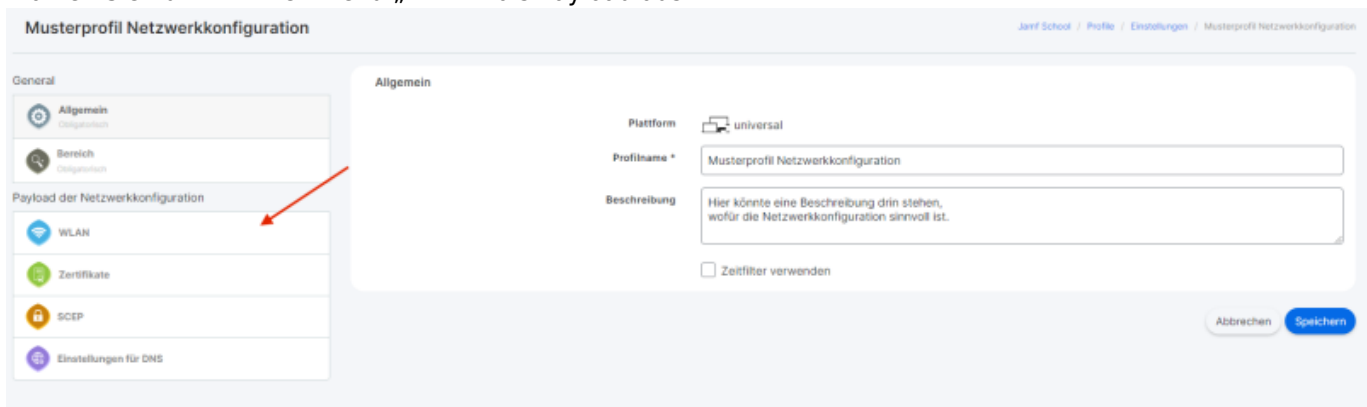 Musterprofil Netzwerkkonfiguration
Jamf School / Profile / Einstellungen / Musterprofil Netzwerkkonfiguration
General
Allgemein
Obligatorisch
Bereich
Obligatorisch
Payload der Netzwerkkonfiguration
WLAN
Zertifikate
SCEP
Einstellungen für DNS
Allgemein
Plattform
universal
Profilname *
Musterprofil Netzwerkkonfiguration
Beschreibung
Hier könnte eine Beschreibung drin stehen,
wofür die Netzwerkkonfiguration sinnvoll ist.
Zeitfilter verwenden
Abbrechen
Speichern